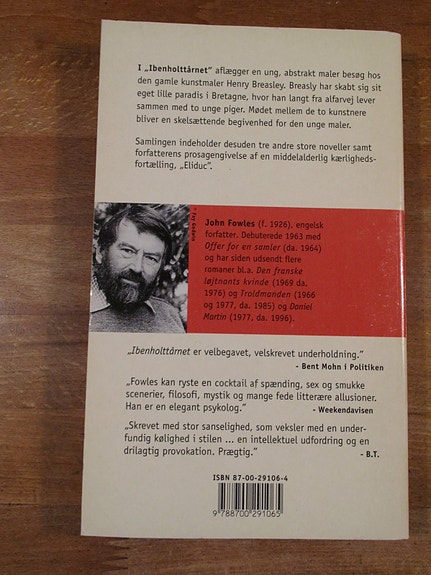 I „Ibenholttårnet” aflægger en ung, abstrakt maler besøg hos
den gamle kunstmaler Henry Breasley. Breasly har skabt sig sit
eget lille paradis i Bretagne, hvor han langt fra alfarvej lever
sammen med to unge piger. Mødet mellem de to kunstnere
bliver en skelsættende begivenhed for den unge maler.
Samlingen indeholder desuden tre andre store noveller samt
forfatterens prosagengivelse af en middelalderlig kærligheds-
fortælling, „Eliduc”.
John Fowles (f. 1926), engelsk
forfatter. Debuterede 1963 med
Offer for en samler (da. 1964)
og har siden udsendt flere
romaner bl.a. Den franske
løjtnants kvinde (1969 da.
1976) og Troldmanden (1966
og 1977, da. 1985) og Daniel
Martin (1977, da. 1996).
„Ibenholttårnet er velbegavet, velskrevet underholdning.”
- Bent Mohn i Politiken
„Fowles kan ryste en cocktail af spænding, sex og smukke
scenerier, filosofi, mystik og mange fede litterære allusioner.
Han er en elegant psykolog.” - Weekendavisen
„Skrevet med stor sanselighed, som veksler med en under-
fundig kølighed i stilen ... en intellektuel udfordring og en
drilagtig provokation. Prægtig.” - B.T.
ISBN 87-00-29106-4
9 788700 291065